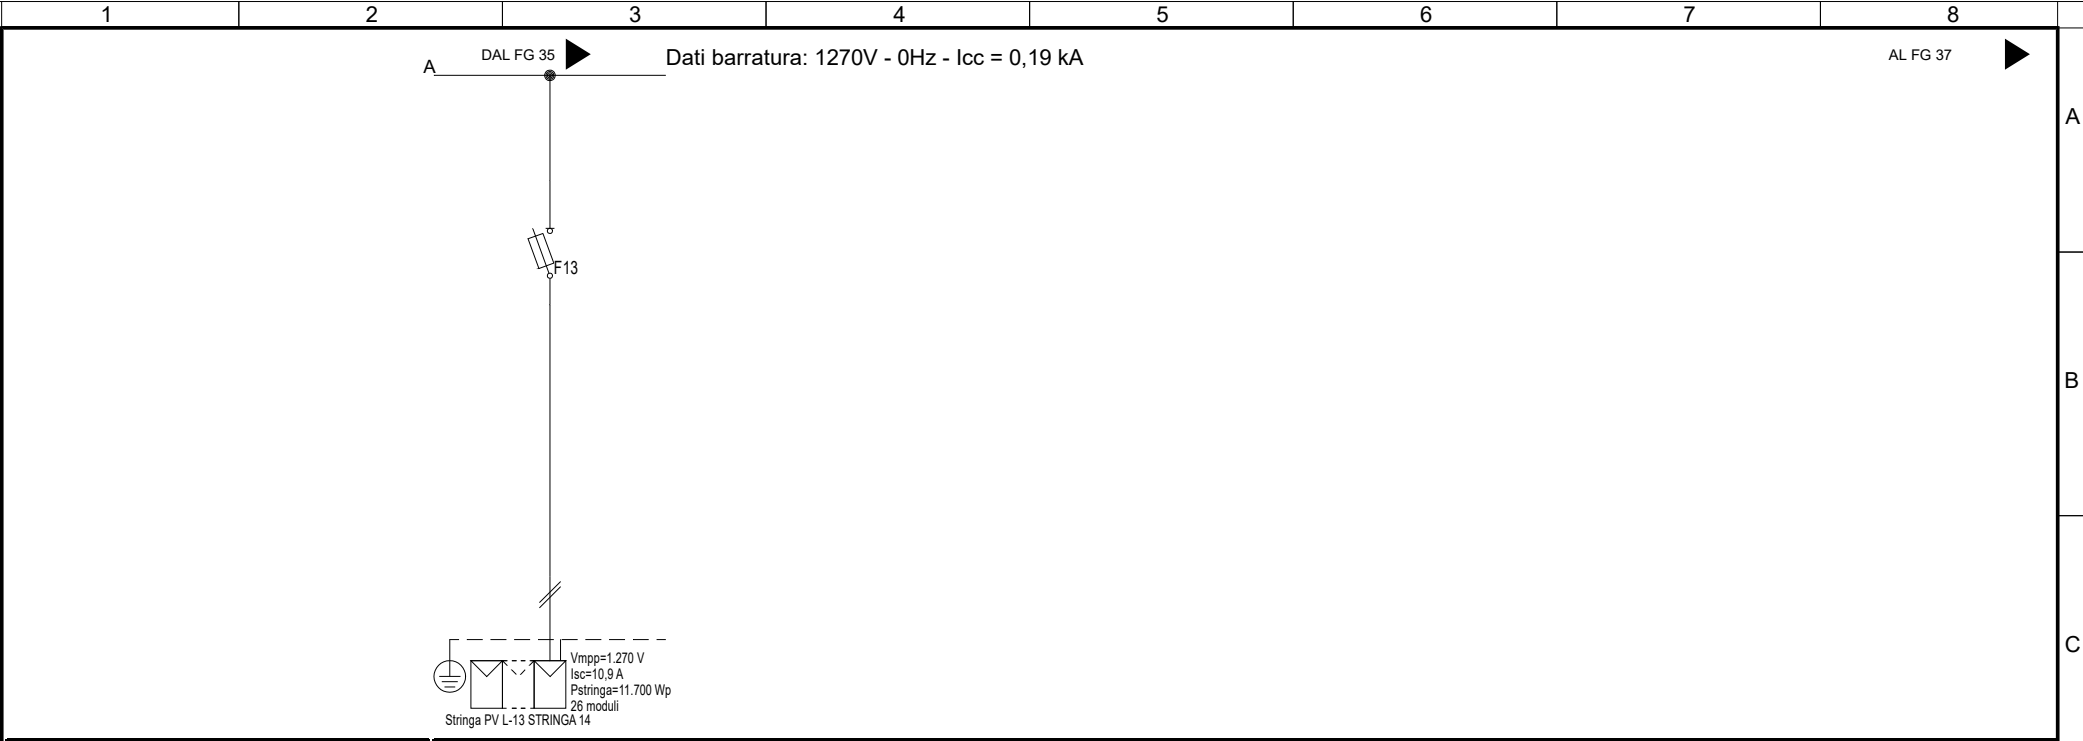 1 2 3 4 5 6 7 8
DAL FG 35
Dati barratura: 1270V - 0Hz - Icc = 0,19 kA
AL FG 37
A
A
F13
B
C
Vmpp=1.270 V
Isc=10,9 A
Pstringa=11.700 Wp
26 moduli
Stringa PV L-13 STRINGA 14